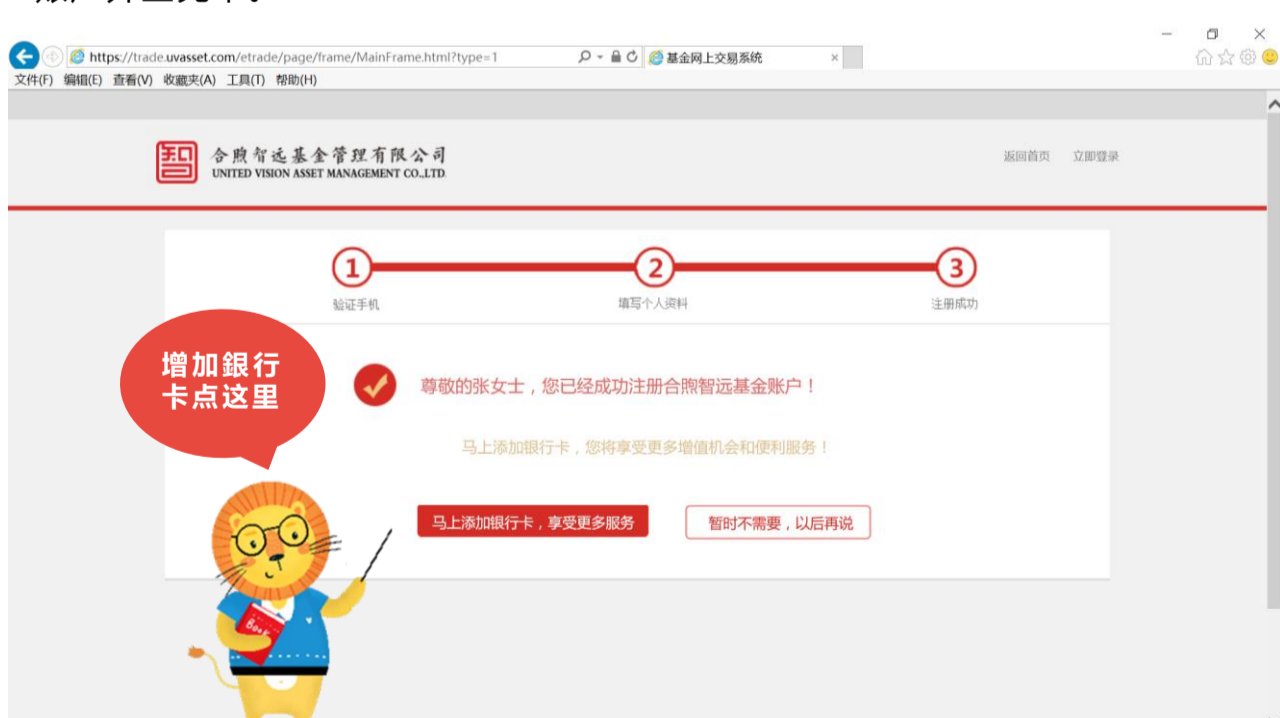 https://trade.uvasset.com/etrade/page/frame/MainFrame.html?type=1
基金网上交易系统
文件(F) 编辑(E) 查看(V) 收藏夹(A) 工具(T) 帮助(H)
合煦智远基金管理有限公司
UNITED VISION ASSET MANAGEMENT CO.,LTD.
返回首页 立即登录
1 2 3
验证手机 填写个人资料 注册成功
增加銀行
卡点这里
尊敬的张女士，您已经成功注册合煦智远基金账户！
马上添加银行卡，您将享受更多增值机会和便利服务！
马上添加银行卡，享受更多服务 暂时不需要，以后再说
Book